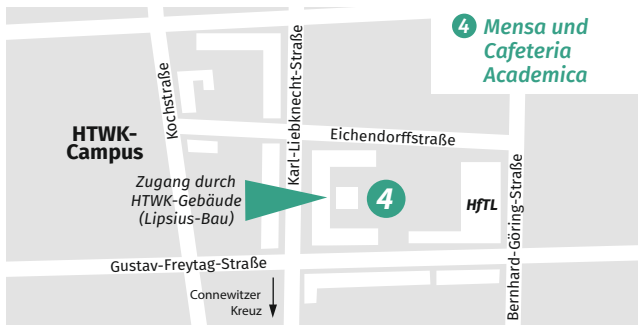 4 Mensa und
Cafeteria
Academica
Kochstraße
Karl-Liebknecht-Straße
Eichendorffstraße
HTWK-
Campus
Zugang durch
HTWK-Gebäude
(Lipsius-Bau)
4
HfTL
Bernhard-Göring-Straße
Gustav-Freytag-Straße
Connewitzer
Kreuz